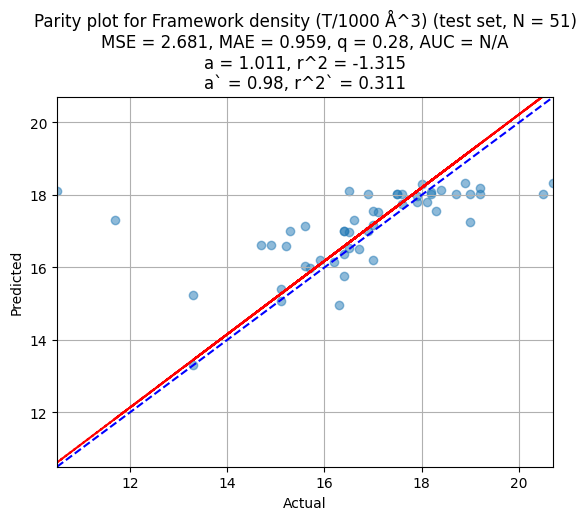 Parity plot for Framework density (T/1000 Å^3) (test set, N = 51)
MSE = 2.681, MAE = 0.959, q = 0.28, AUC = N/A
a = 1.011, r^2 = -1.315
a` = 0.98, r^2` = 0.311
20
18
16
14
12
Predicted
12 14 16 18 20
Actual